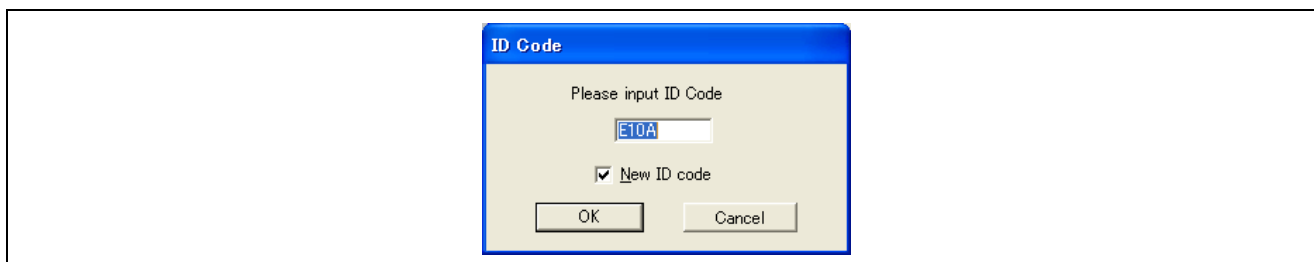 ID Code
Please input ID Code
E10A
New ID code
OK Cancel